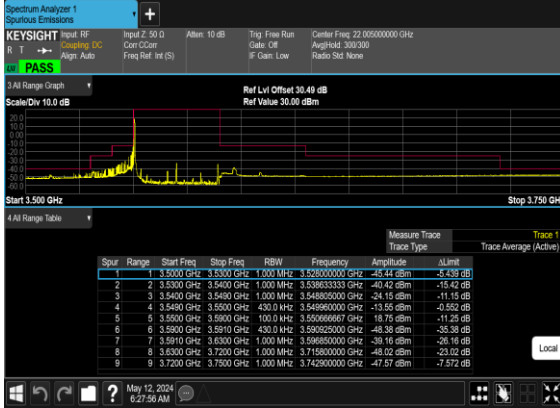 Spectrum Analyzer 1
Spurious Emissions
+
KEYSIGHT Input: RF Input Z: 50 Ω Atten: 10 dB Trig: Free Run Center Freq: 22.005000000 GHz
R T Coupling: DC Corr CCorr Gate: Off Avg|Hold: 300/300
Align: Auto Freq Ref: Int (S) IF Gain: Low Radio Std: None
PASS
3 All Range Graph Ref Lvl Offset 30.49 dB
Scale/Div 10.0 dB Ref Value 30.00 dBm
20.0
10.0
0.00
-10.0
-20.0
-30.0
-40.0
-50.0
-60.0
Start 3.500 GHz Stop 3.750 GH
4 All Range Table
Measure Trace Trace 1
Trace Type Trace Average (Active)
Spur Range Start Freq Stop Freq RBW Frequency Amplitude ΔLimit
1 1 3.5000 GHz 3.5300 GHz 1.000 MHz 3.528000000 GHz -45.44 dBm -5.439 dB
2 2 3.5300 GHz 3.5400 GHz 1.000 MHz 3.538633333 GHz -40.42 dBm -15.42 dB
3 3 3.5400 GHz 3.5490 GHz 1.000 MHz 3.548805000 GHz -24.15 dBm -11.15 dB
4 4 3.5490 GHz 3.5500 GHz 430.0 kHz 3.549960000 GHz -13.55 dBm -0.552 dB
5 5 3.5500 GHz 3.5900 GHz 100.0 kHz 3.550666667 GHz 18.75 dBm -11.25 dB
6 6 3.5900 GHz 3.5910 GHz 430.0 kHz 3.590925000 GHz -48.38 dBm -35.38 dB
7 7 3.5910 GHz 3.6300 GHz 1.000 MHz 3.596850000 GHz -39.16 dBm -26.16 dB
8 8 3.6300 GHz 3.7200 GHz 1.000 MHz 3.715800000 GHz -48.02 dBm -23.02 dB
9 9 3.7200 GHz 3.7500 GHz 1.000 MHz 3.742900000 GHz -47.57 dBm -7.572 dB
Local
? May 12, 2024
6:27:56 AM